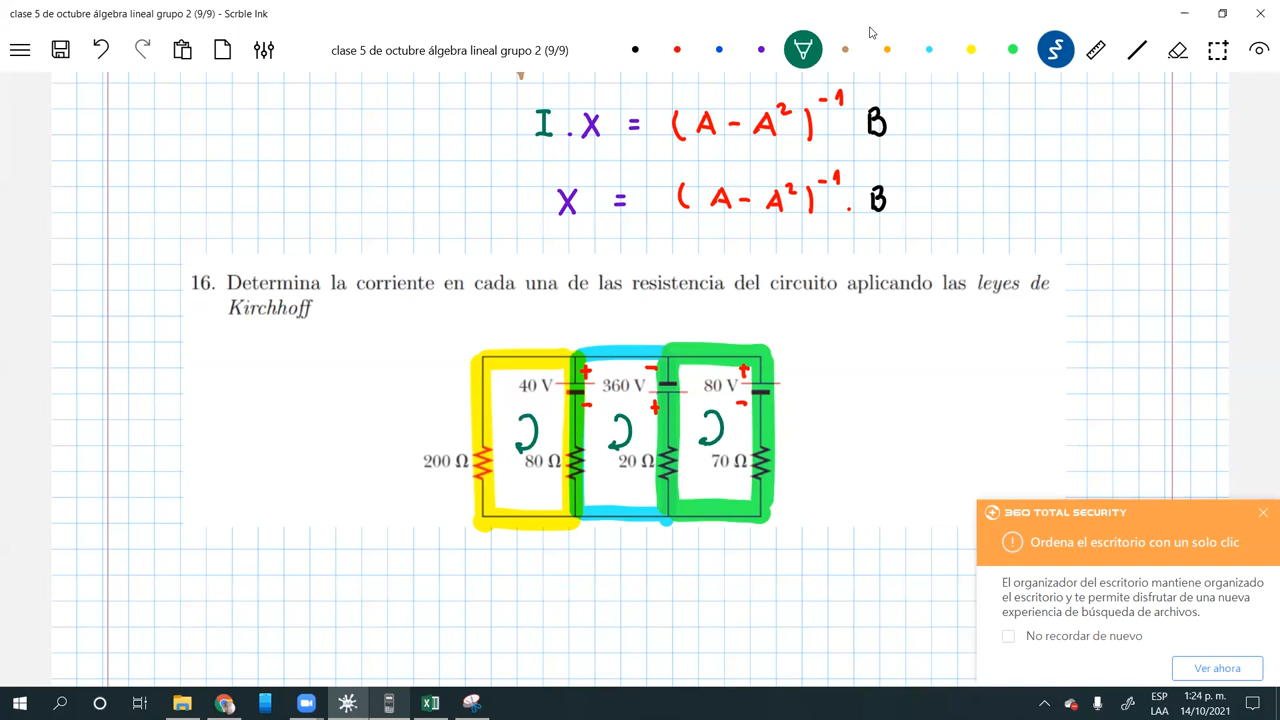 clase 5 de octubre álgebra lineal grupo 2 (9/9) - Scrble Ink
clase 5 de octubre álgebra lineal grupo 2 (9/9)
I . X = (A - A²)⁻¹ B
X = (A - A²)⁻¹ . B
16. Determina la corriente en cada una de las resistencia del circuito aplicando las leyes de
Kirchhoff
40 V + - 360 V - + 80 V + -
200 Ω 80 Ω 20 Ω 70 Ω
360 TOTAL SECURITY
Ordena el escritorio con un solo clic
El organizador del escritorio mantiene organizado
el escritorio y te permite disfrutar de una nueva
experiencia de búsqueda de archivos.
No recordar de nuevo
Ver ahora
ESP
LAA
1:24 p. m.
14/10/2021